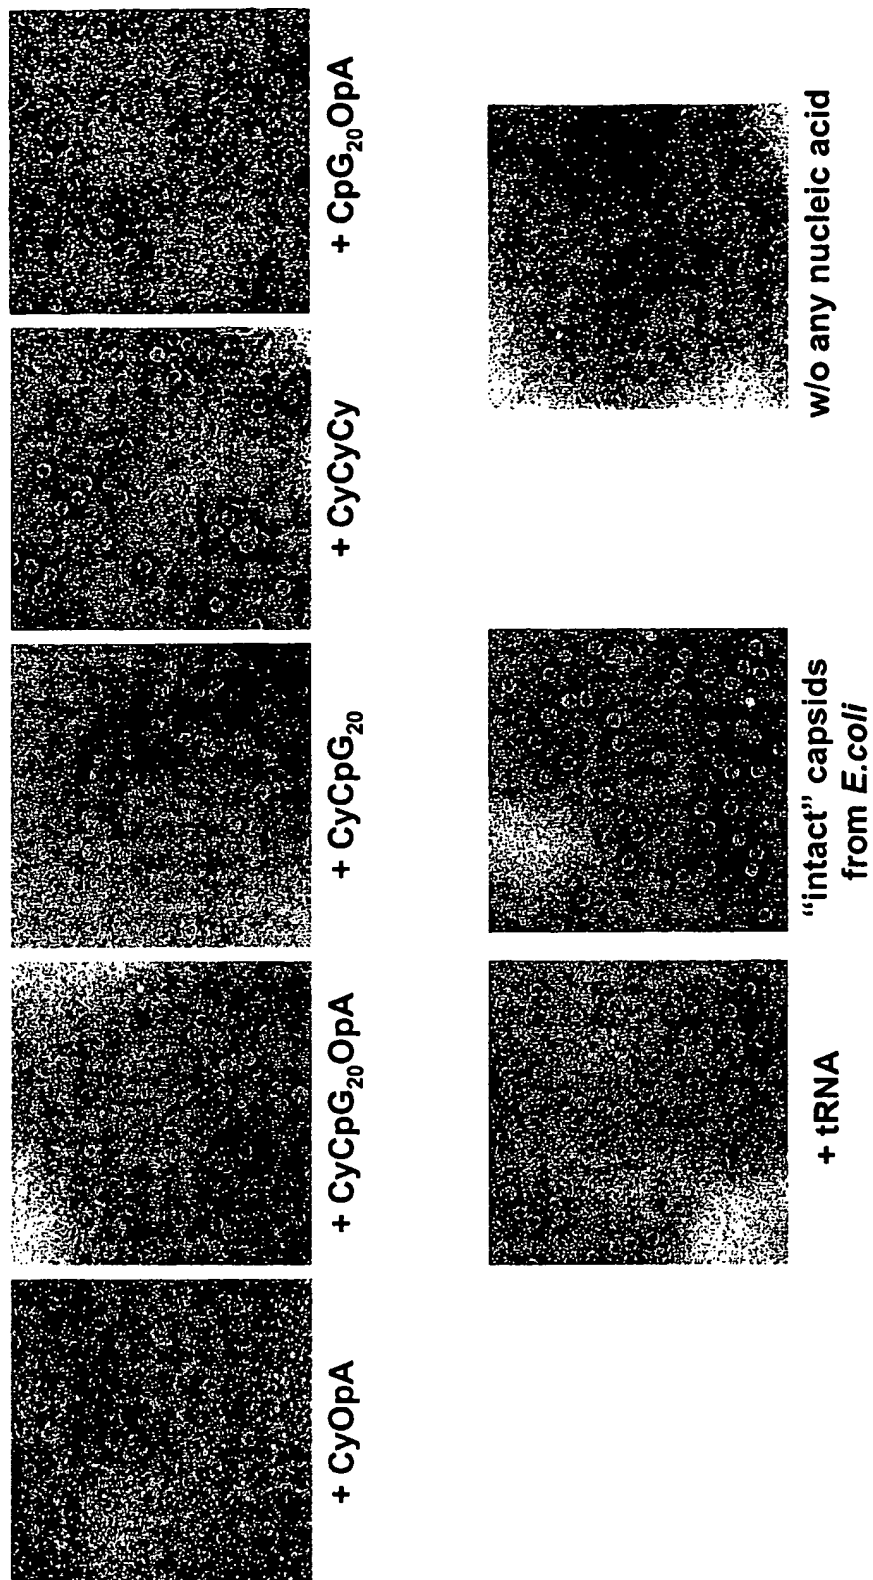 + CyOpA
+ CyCpG₂₀OpA
+ CyCpG₂₀
+ CyCyCy
+ CpG₂₀OpA
+ tRNA
“intact” capsids
from E.coli
w/o any nucleic acid